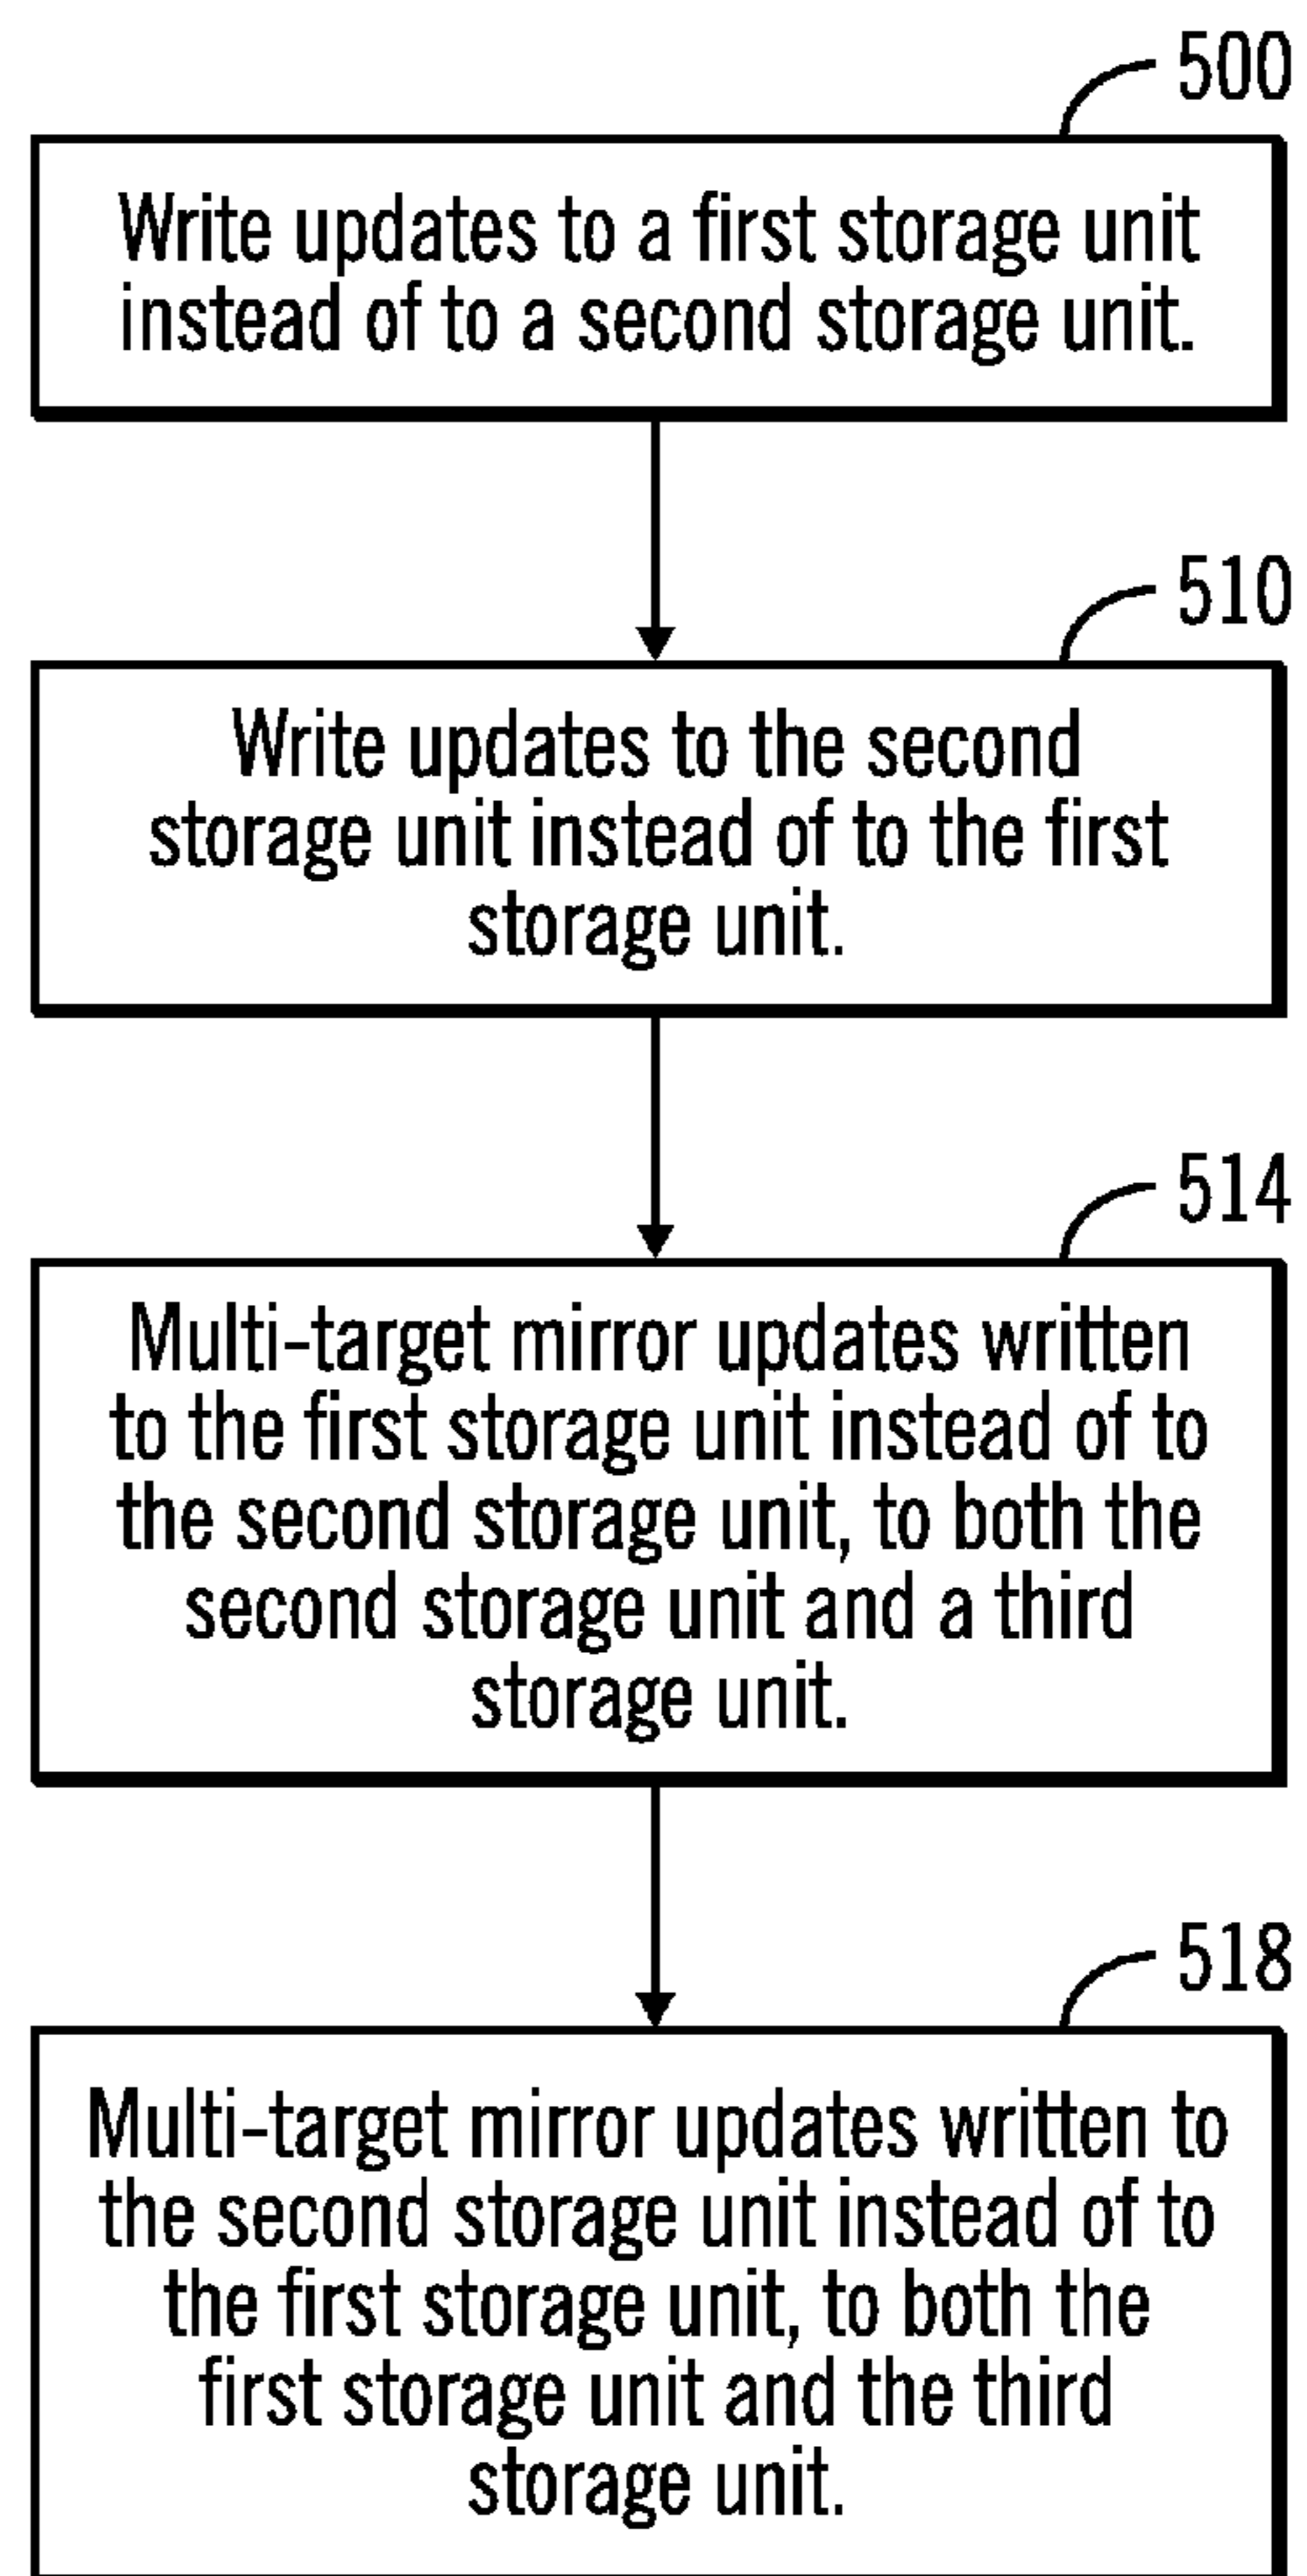 500
Write updates to a first storage unit
instead of to a second storage unit.
510
Write updates to the second
storage unit instead of to the first
storage unit.
514
Multi-target mirror updates written
to the first storage unit instead of to
the second storage unit, to both the
second storage unit and a third
storage unit.
518
Multi-target mirror updates written to
the second storage unit instead of to
the first storage unit, to both the
first storage unit and the third
storage unit.